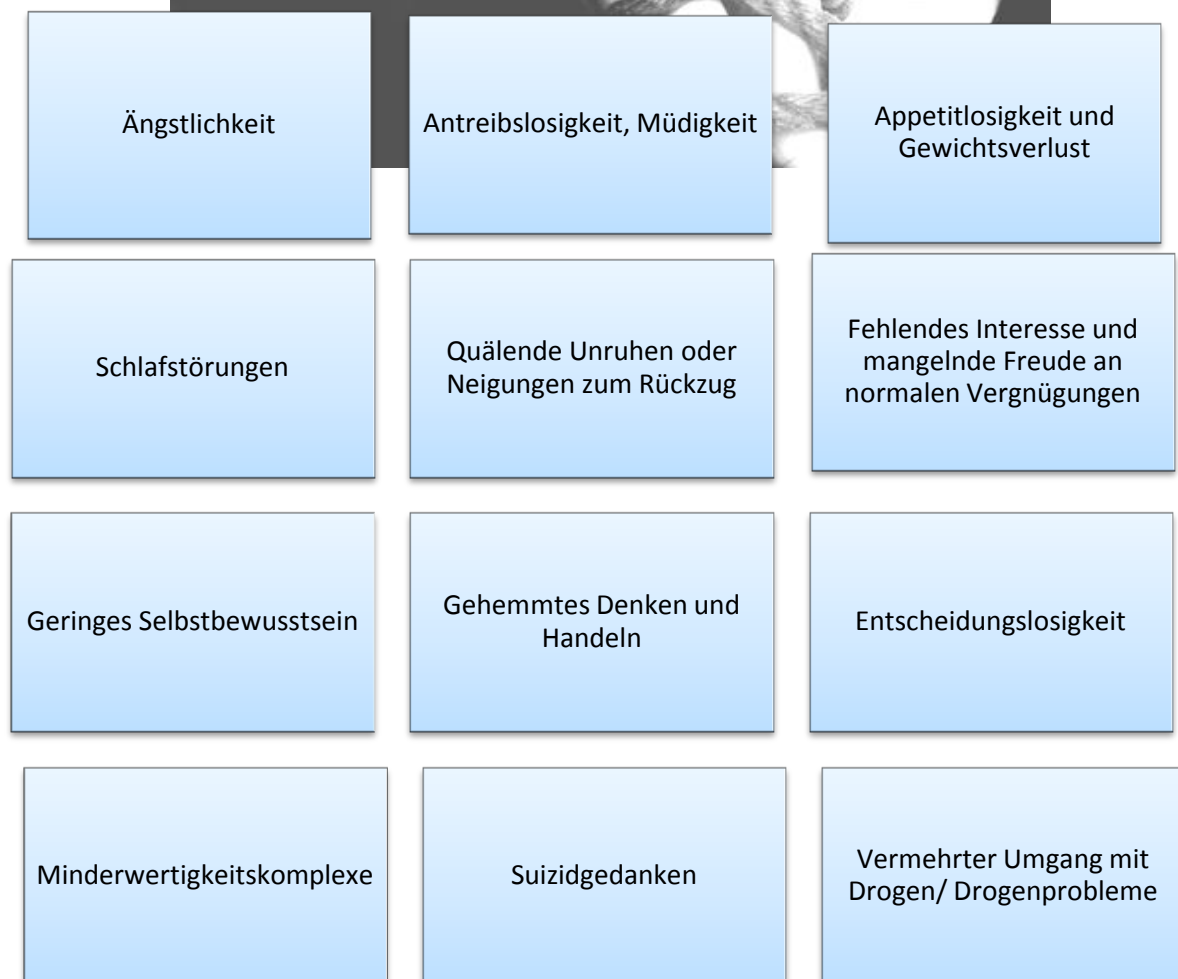 Ängstlichkeit
Antreibslosigkeit, Müdigkeit
Appetitlosigkeit und
Gewichtsverlust
Schlafstörungen
Quälende Unruhen oder
Neigungen zum Rückzug
Fehlendes Interesse und
mangelnde Freude an
normalen Vergnügungen
Geringes Selbstbewusstsein
Gehemmtes Denken und
Handeln
Entscheidungslosigkeit
Minderwertigkeitskomplexe
Suizidgedanken
Vermehrter Umgang mit
Drogen/ Drogenprobleme